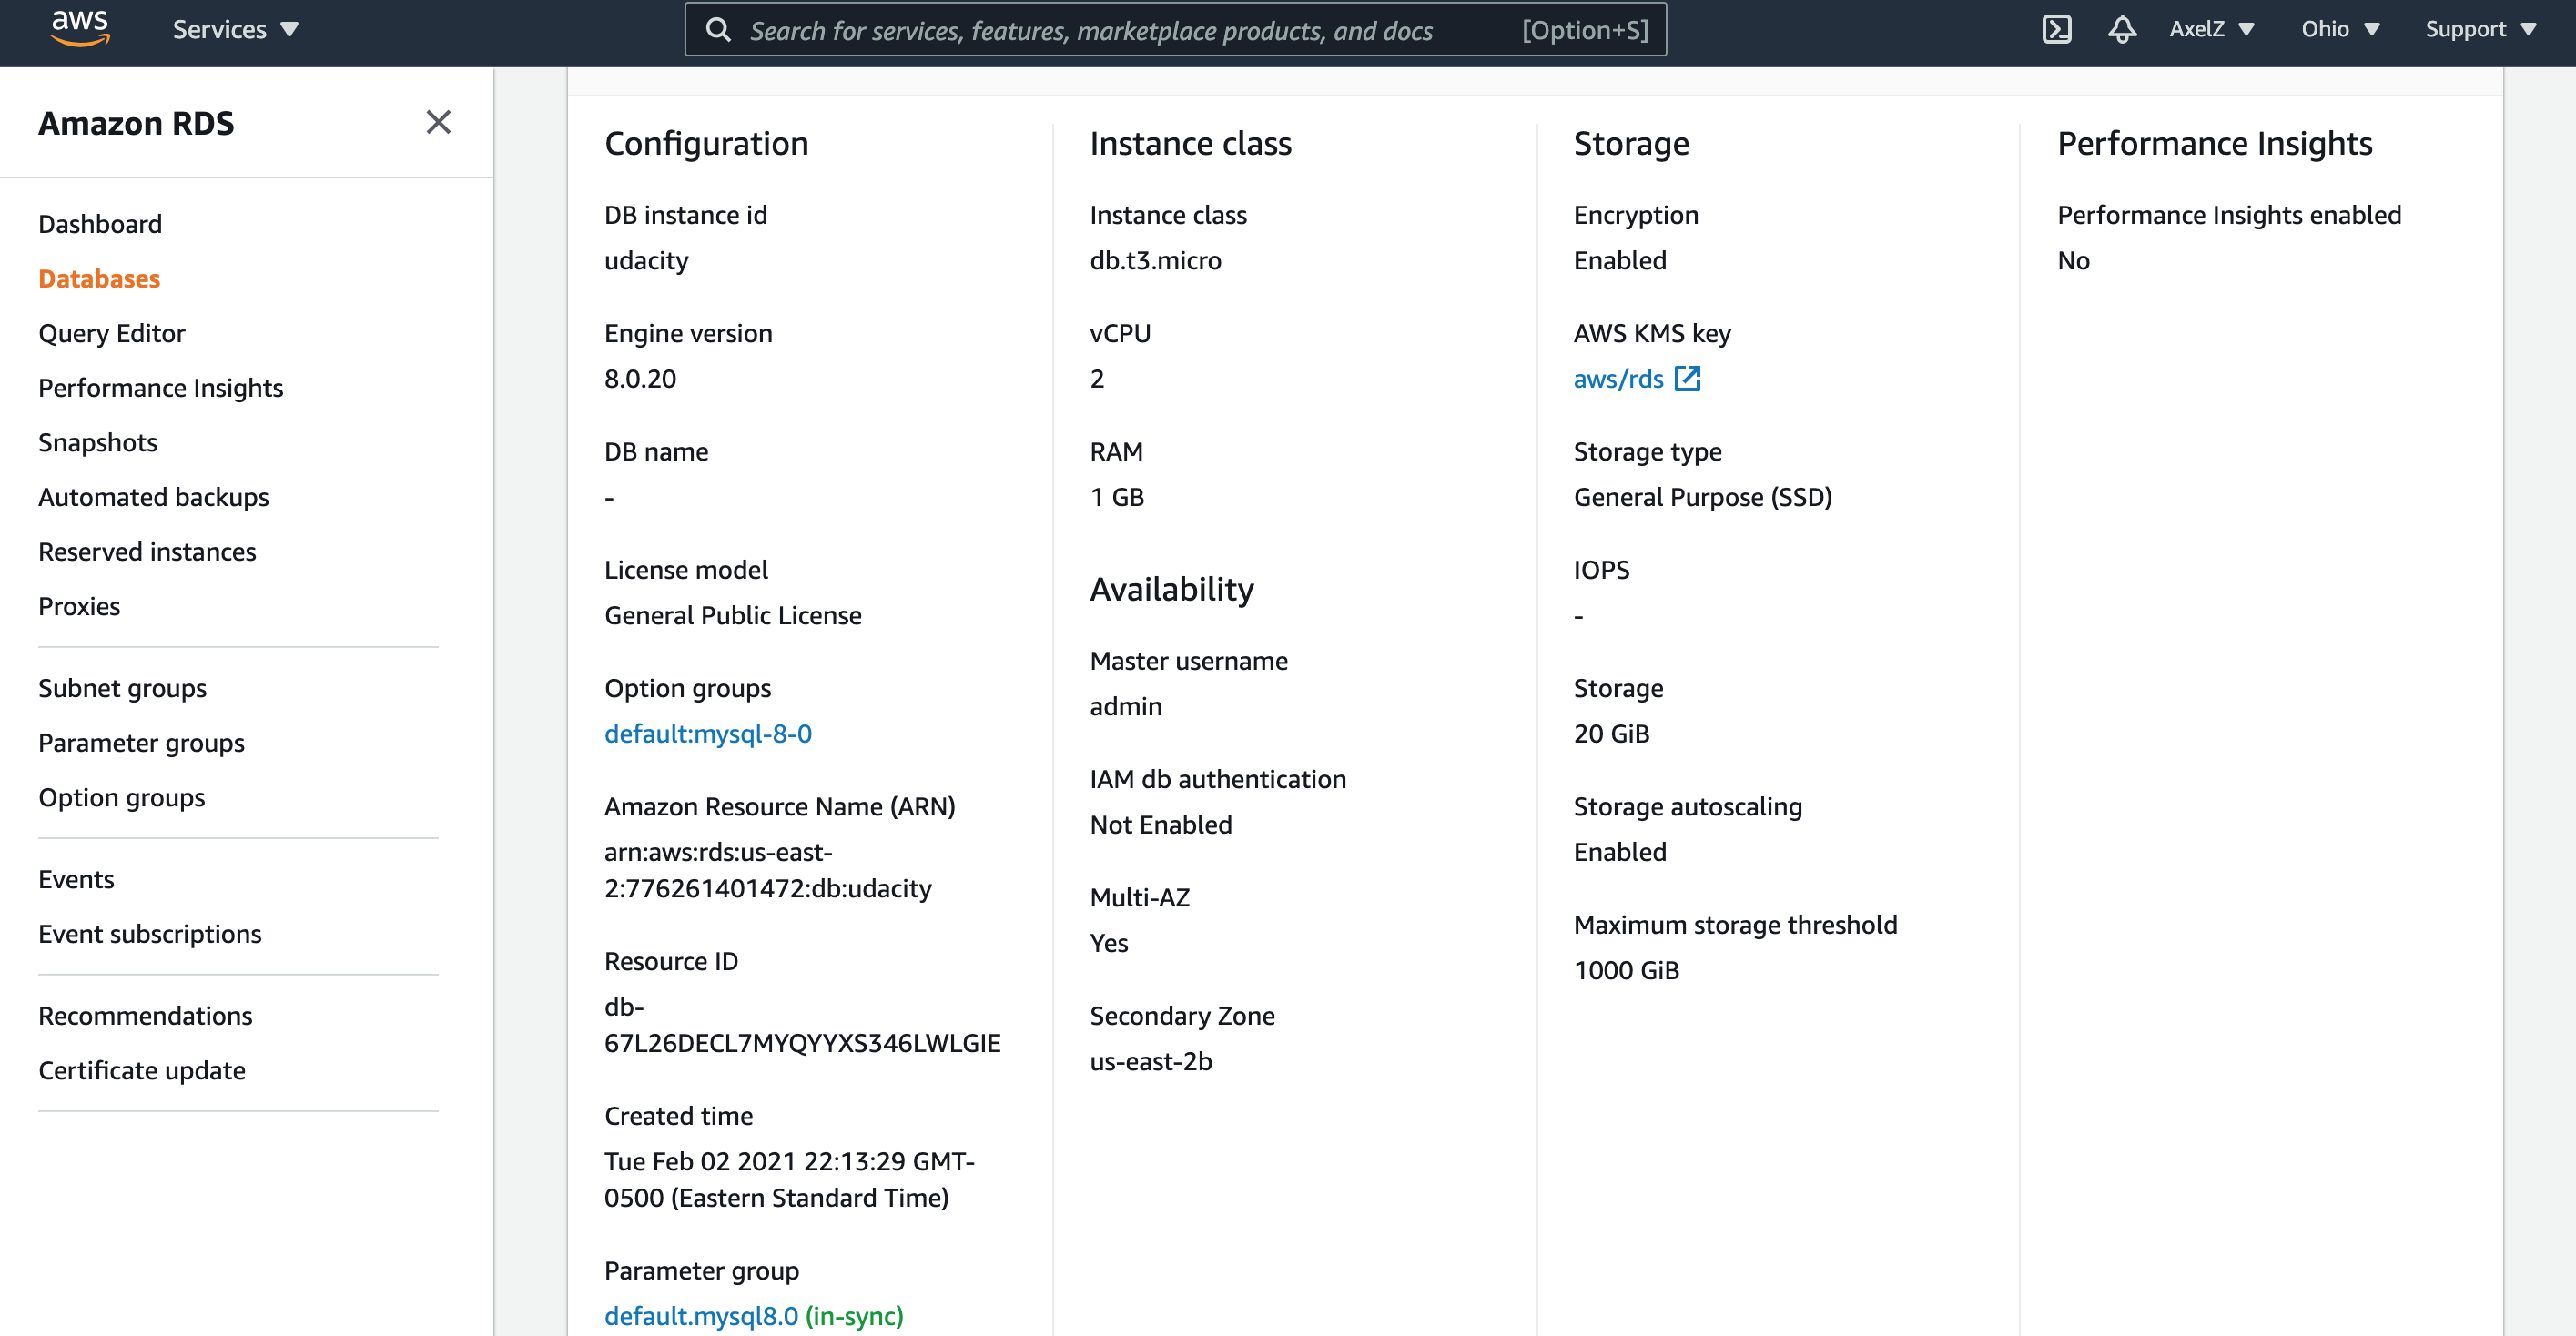 aws
Services
Search for services, features, marketplace products, and docs
[Option+S]
AxelZ
Ohio
Support
Amazon RDS
Dashboard
Databases
Query Editor
Performance Insights
Snapshots
Automated backups
Reserved instances
Proxies
Subnet groups
Parameter groups
Option groups
Events
Event subscriptions
Recommendations
Certificate update
Configuration
DB instance id
udacity
Engine version
8.0.20
DB name
-
License model
General Public License
Option groups
default:mysql-8-0
Amazon Resource Name (ARN)
arn:aws:rds:us-east-
2:776261401472:db:udacity
Resource ID
db-
67L26DECL7MYQYYXS346LWLGIE
Created time
Tue Feb 02 2021 22:13:29 GMT-
0500 (Eastern Standard Time)
Parameter group
default.mysql8.0 (in-sync)
Instance class
Instance class
db.t3.micro
vCPU
2
RAM
1 GB
Availability
Master username
admin
IAM db authentication
Not Enabled
Multi-AZ
Yes
Secondary Zone
us-east-2b
Storage
Encryption
Enabled
AWS KMS key
aws/rds
Storage type
General Purpose (SSD)
IOPS
-
Storage
20 GiB
Storage autoscaling
Enabled
Maximum storage threshold
1000 GiB
Performance Insights
Performance Insights enabled
No